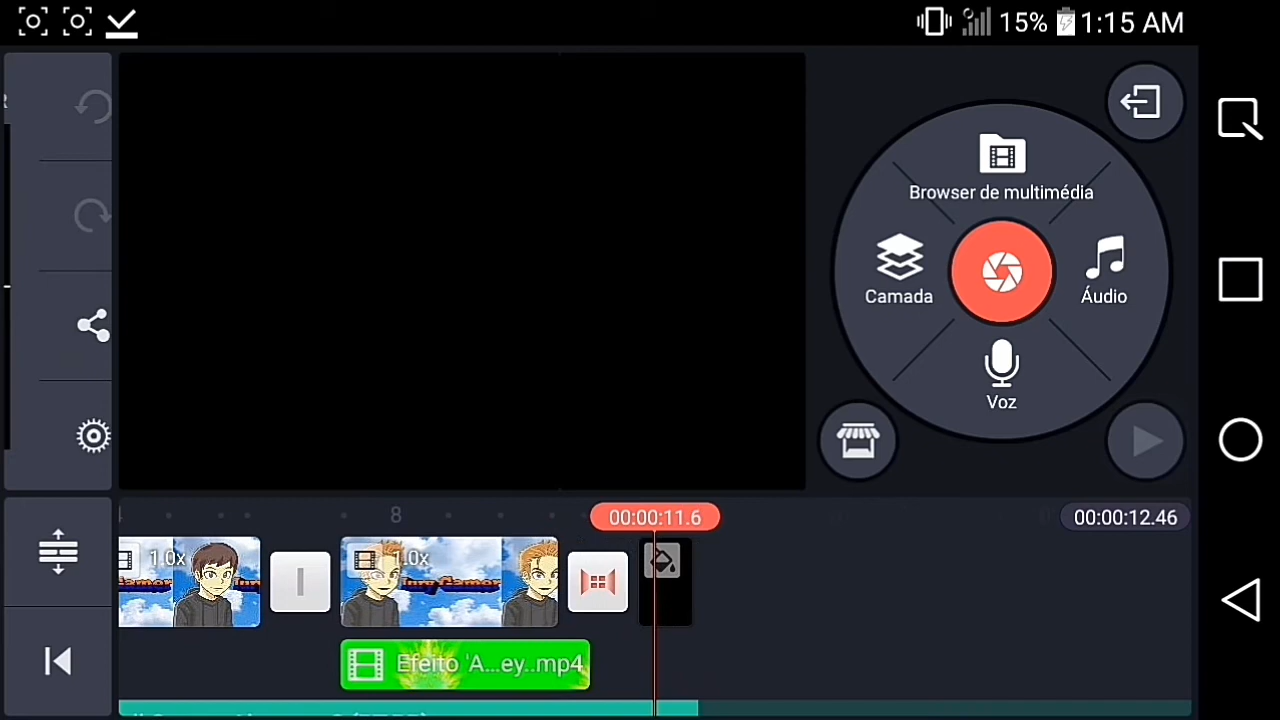 15% 1:15 AM
Browser de multimédia
Camada
Áudio
Voz
8
00:00:11.6
00:00:12.46
1.0x
1.0x
Efeito 'A...ey..mp4